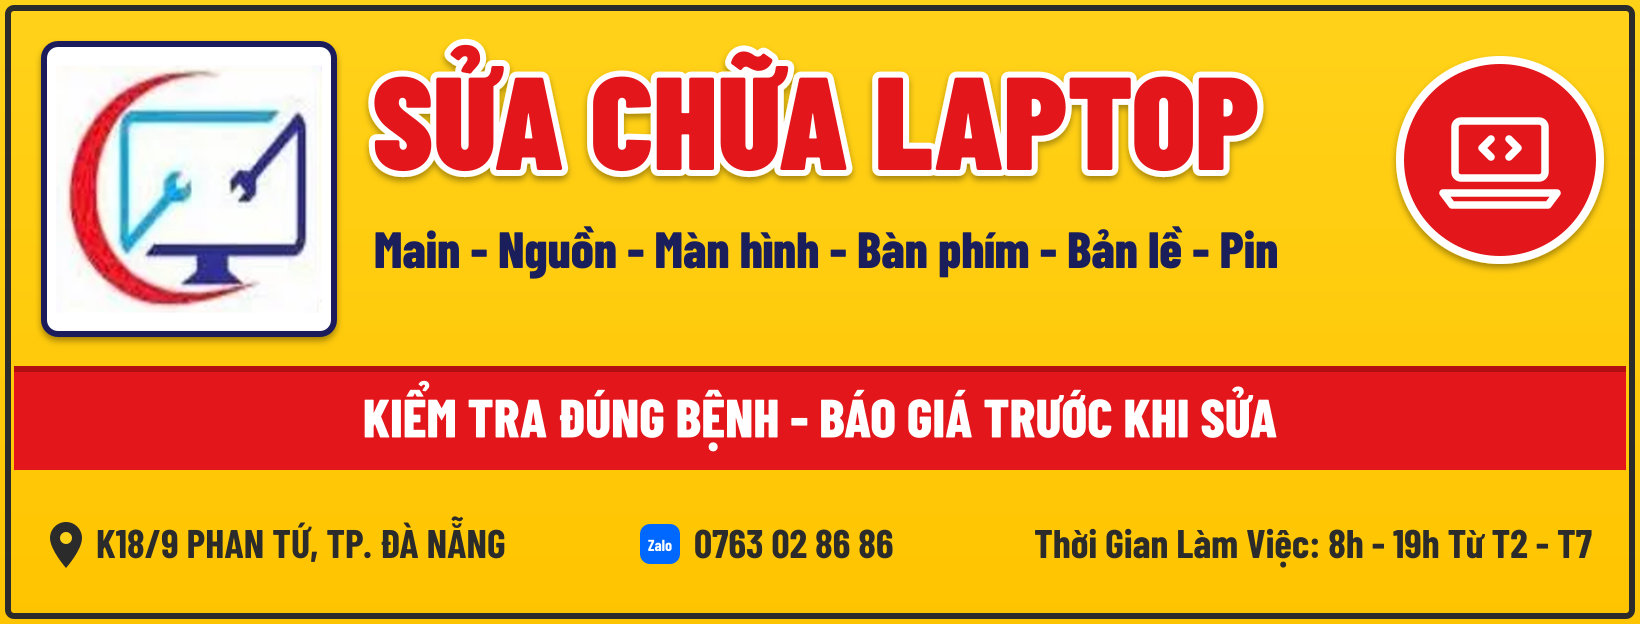 SỬA CHỮA LAPTOP
Main - Nguồn - Màn hình - Bàn phím - Bản lề - Pin
KIỂM TRA ĐÚNG BỆNH - BÁO GIÁ TRƯỚC KHI SỬA
K18/9 PHAN TỨ, TP. ĐÀ NẴNG
Zalo 0763 02 86 86
Thời Gian Làm Việc: 8h - 19h Từ T2 - T7